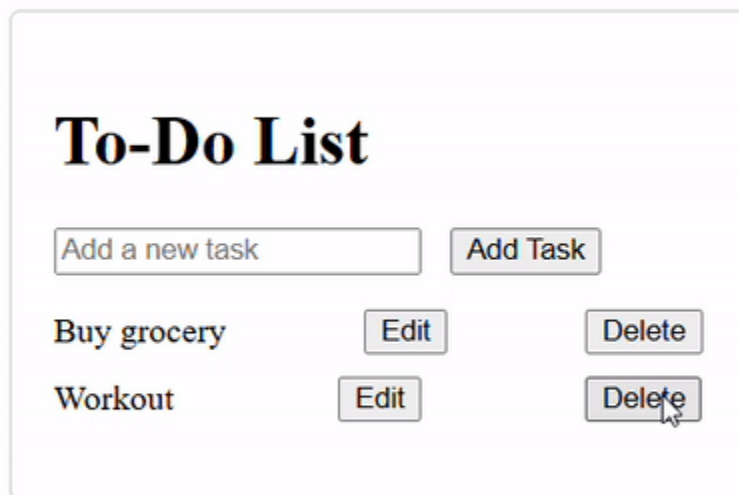 To-Do List
Add a new task Add Task
Buy grocery Edit Delete
Workout Edit Delete